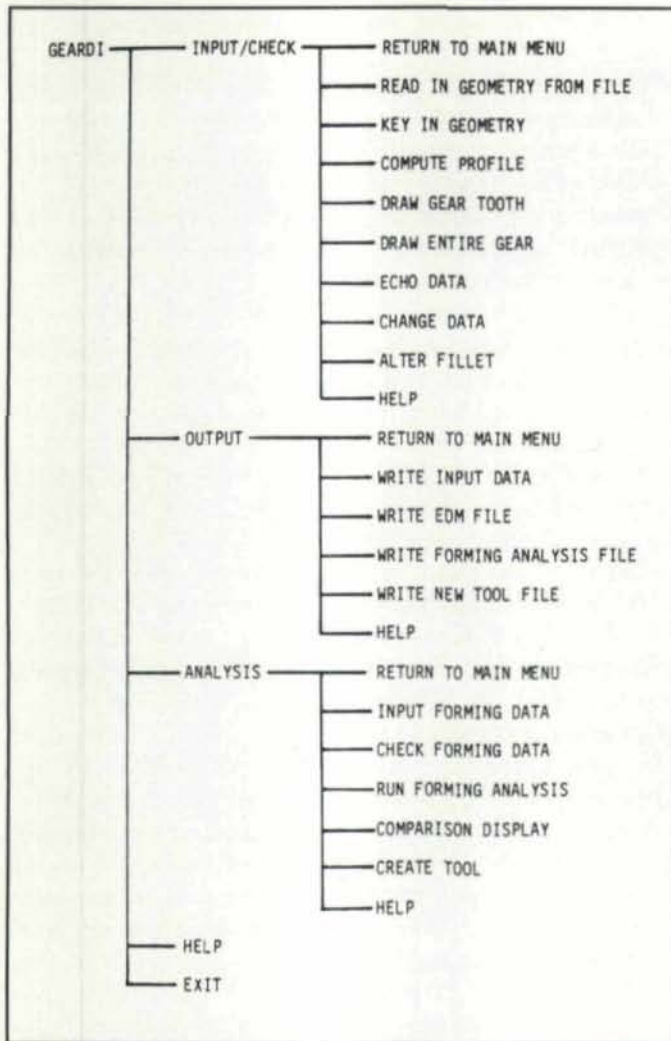 GEARDI INPUT/CHECK RETURN TO MAIN MENU
READ IN GEOMETRY FROM FILE
KEY IN GEOMETRY
COMPUTE PROFILE
DRAW GEAR TOOTH
DRAW ENTIRE GEAR
ECHO DATA
CHANGE DATA
ALTER FILLET
HELP
OUTPUT RETURN TO MAIN MENU
WRITE INPUT DATA
WRITE EDM FILE
WRITE FORMING ANALYSIS FILE
WRITE NEW TOOL FILE
HELP
ANALYSIS RETURN TO MAIN MENU
INPUT FORMING DATA
CHECK FORMING DATA
RUN FORMING ANALYSIS
COMPARISON DISPLAY
CREATE TOOL
HELP
HELP
EXIT